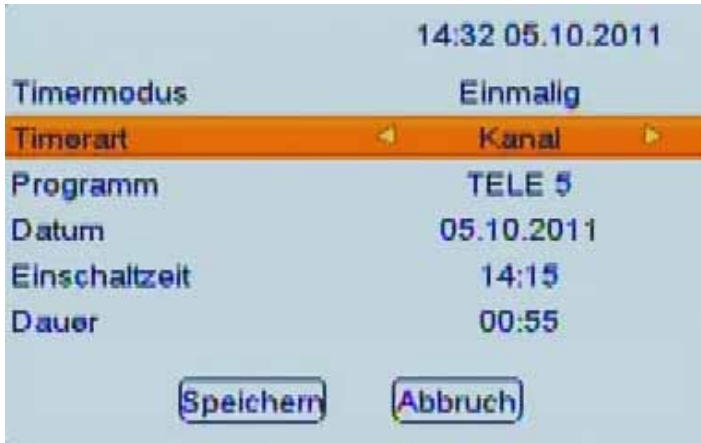 14:32 05.10.2011
Timermodus Einmalig
Timerart Kanal
Programm TELE 5
Datum 05.10.2011
Einschaltzeit 14:15
Dauer 00:55
Speichern Abbruch